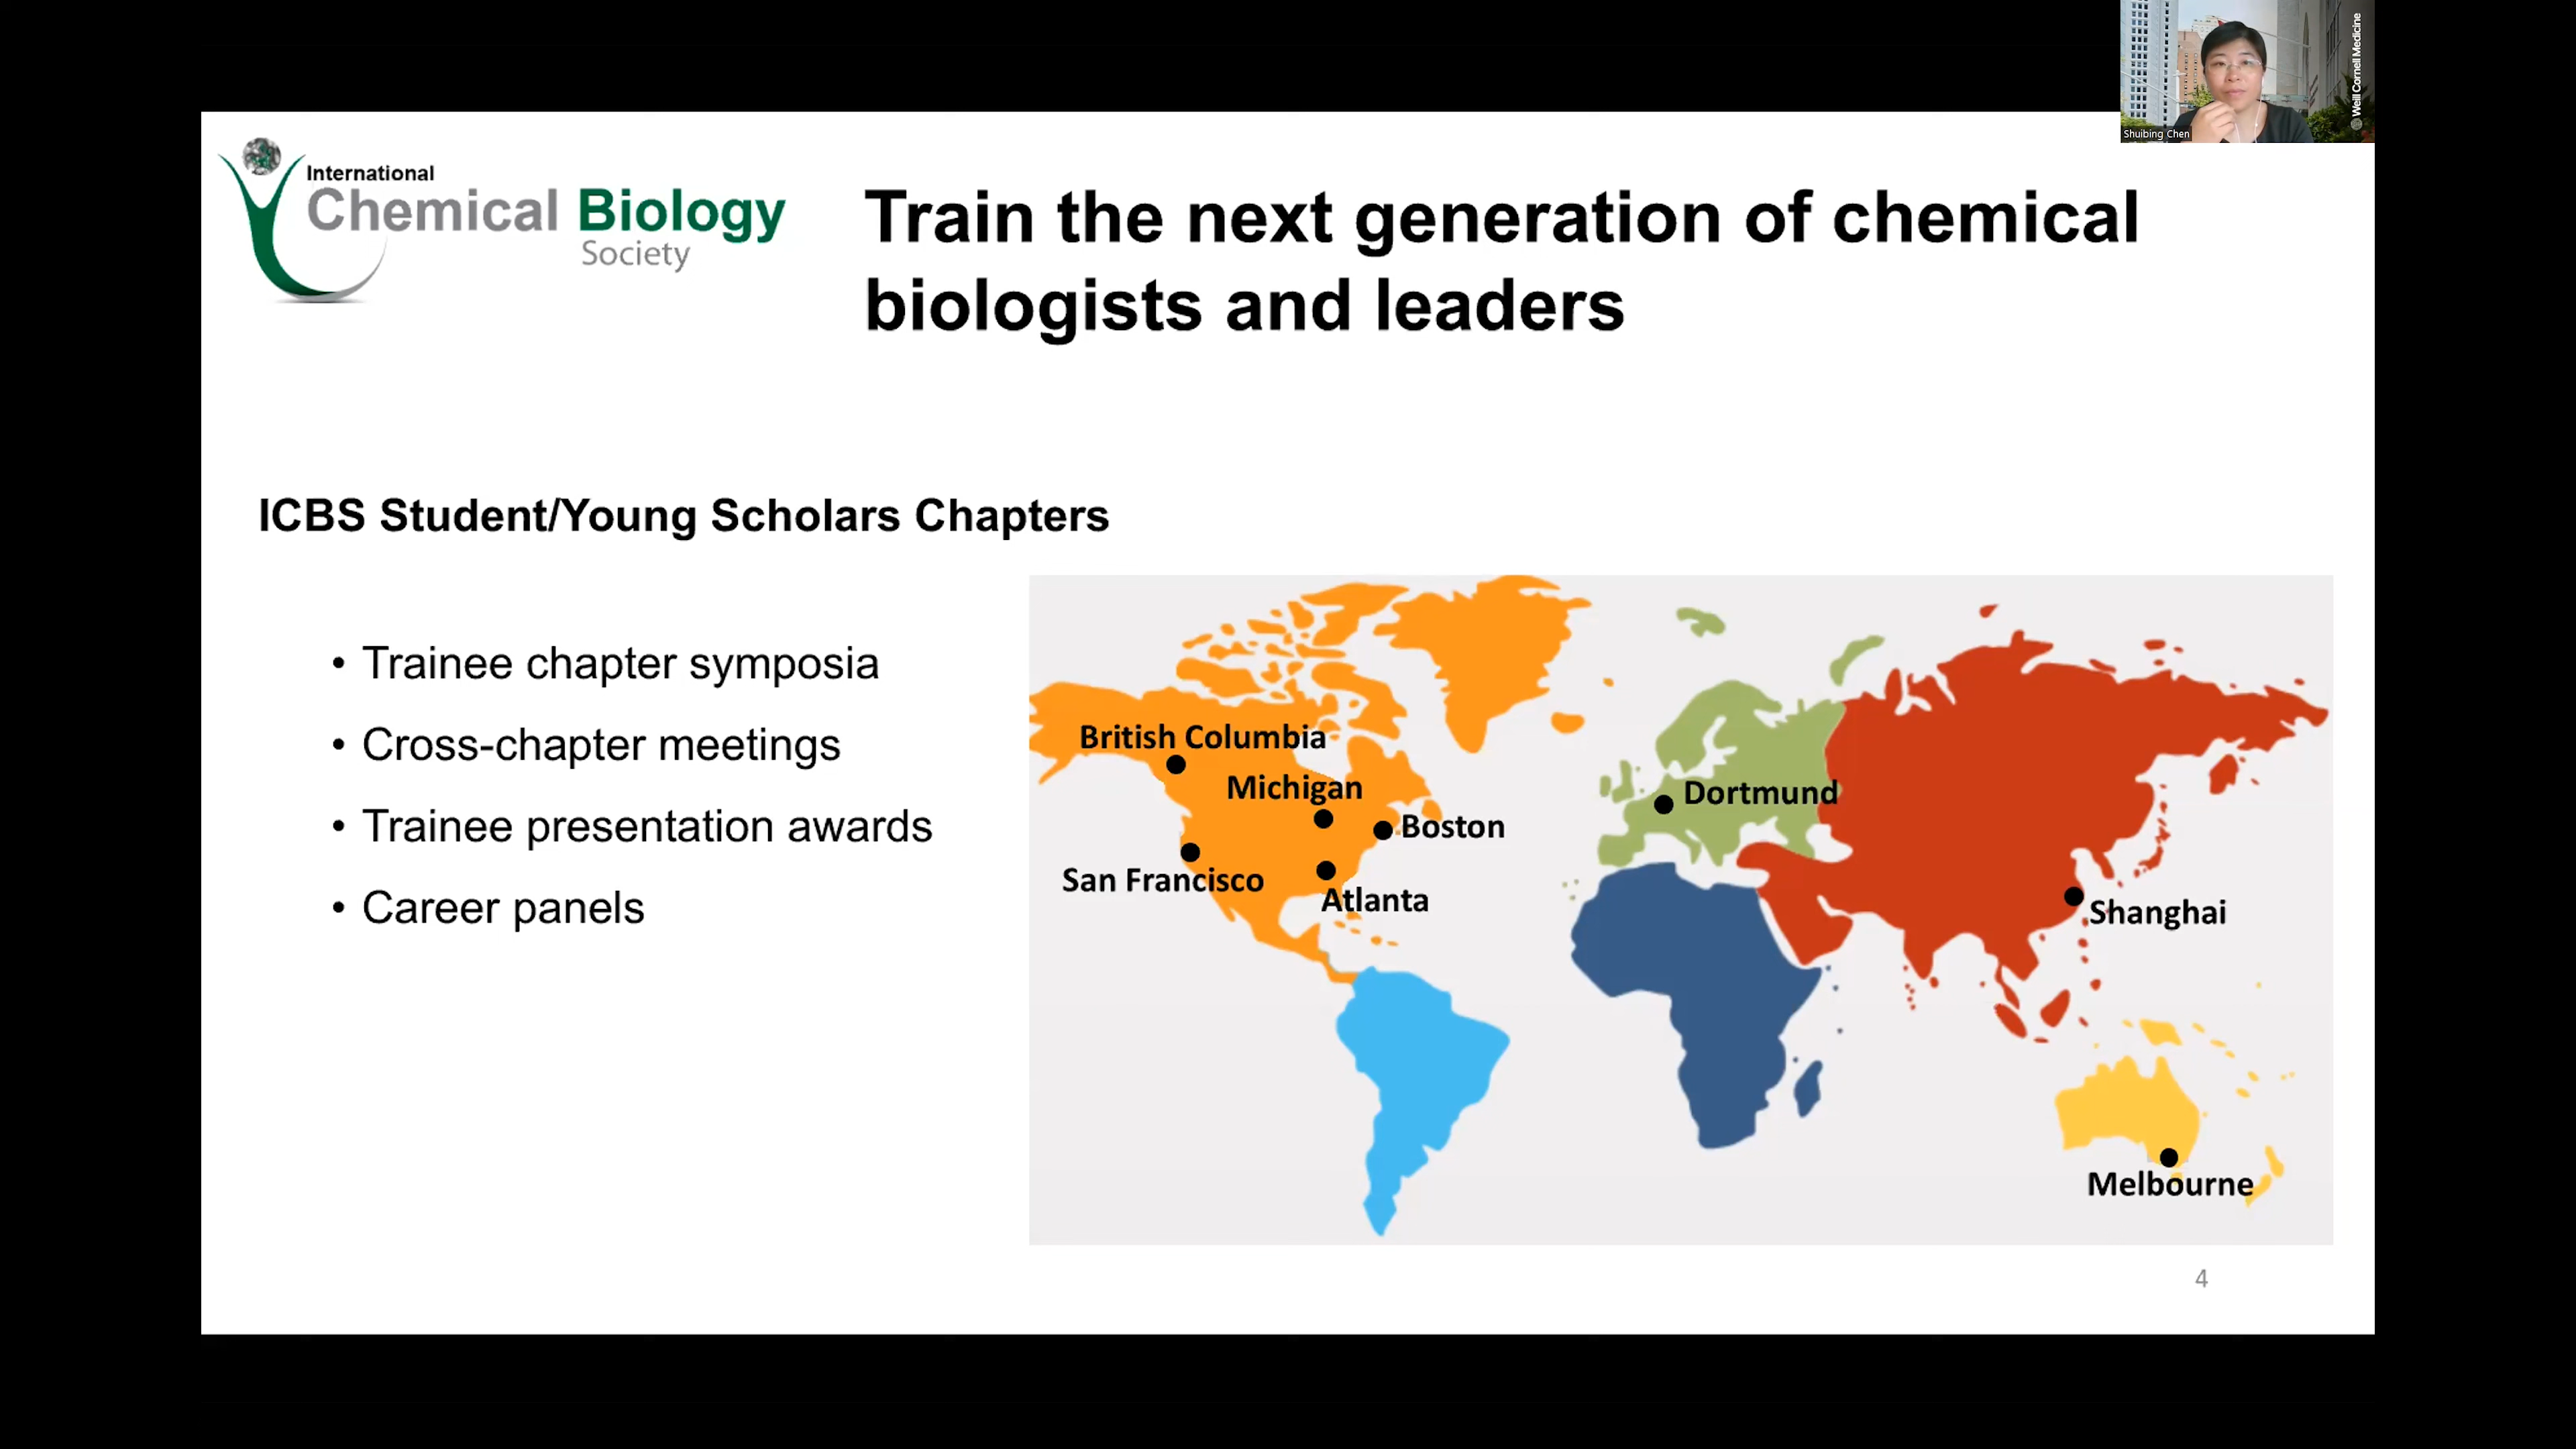 Weill Cornell Medicine
Shuibing Chen
International
Chemical Biology
Society
Train the next generation of chemical
biologists and leaders
ICBS Student/Young Scholars Chapters
• Trainee chapter symposia
• Cross-chapter meetings
• Trainee presentation awards
• Career panels
British Columbia
Michigan
Boston
San Francisco
Atlanta
Dortmund
Shanghai
Melbourne
4